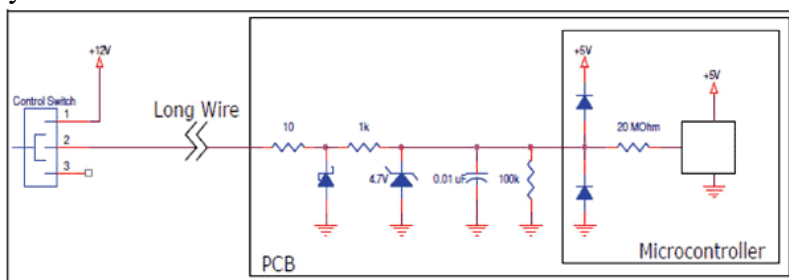 y
+12V
Control Switch
1
2
3
Long Wire
10
1k
4.7V
0.01 uF
100k
+5V
20 MOhm
+5V
PCB
Microcontroller